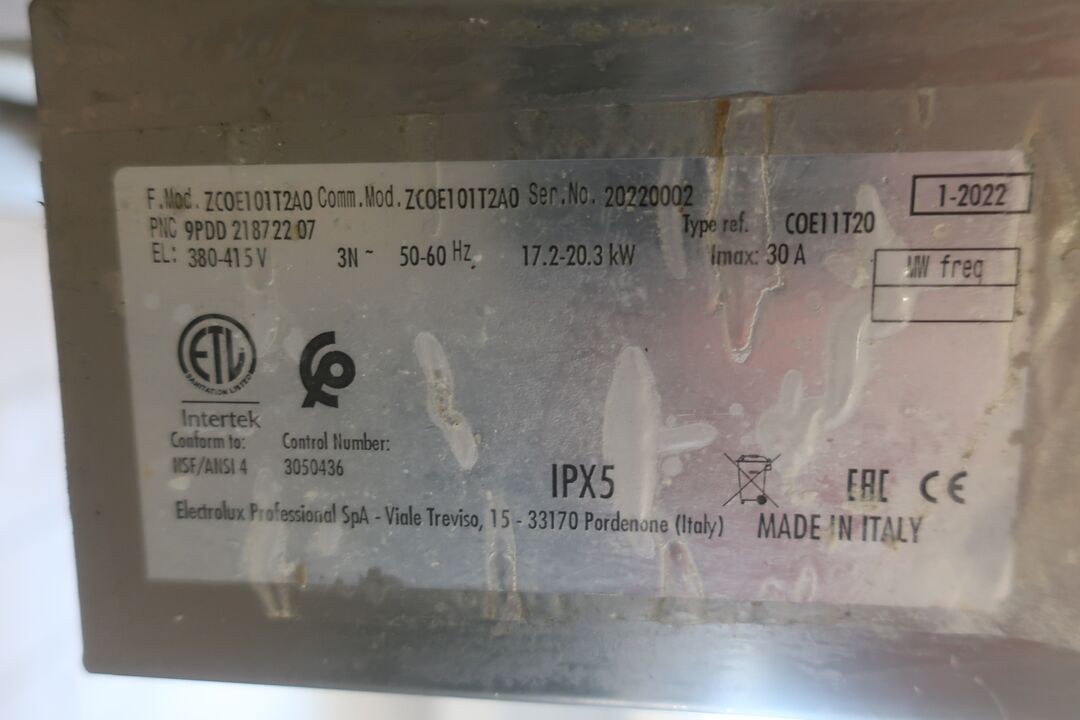 F.Mod. ZCOE101T2A0 Comm.Mod. ZCOE101T2A0 Ser.No. 20220002
1-2022
PNC 9PDD 218722 07
Type ref. COE11T20
EL: 380-415 V 3N ~ 50-60 Hz 17.2-20.3 kW Imax: 30 A
MW freq
ETL
SANITATION LISTED
Intertek
Conform to: Control Number:
NSF/ANSI 4 3050436
IPX5
EAC CE
Electrolux Professional SpA - Viale Treviso, 15 - 33170 Pordenone (Italy) MADE IN ITALY